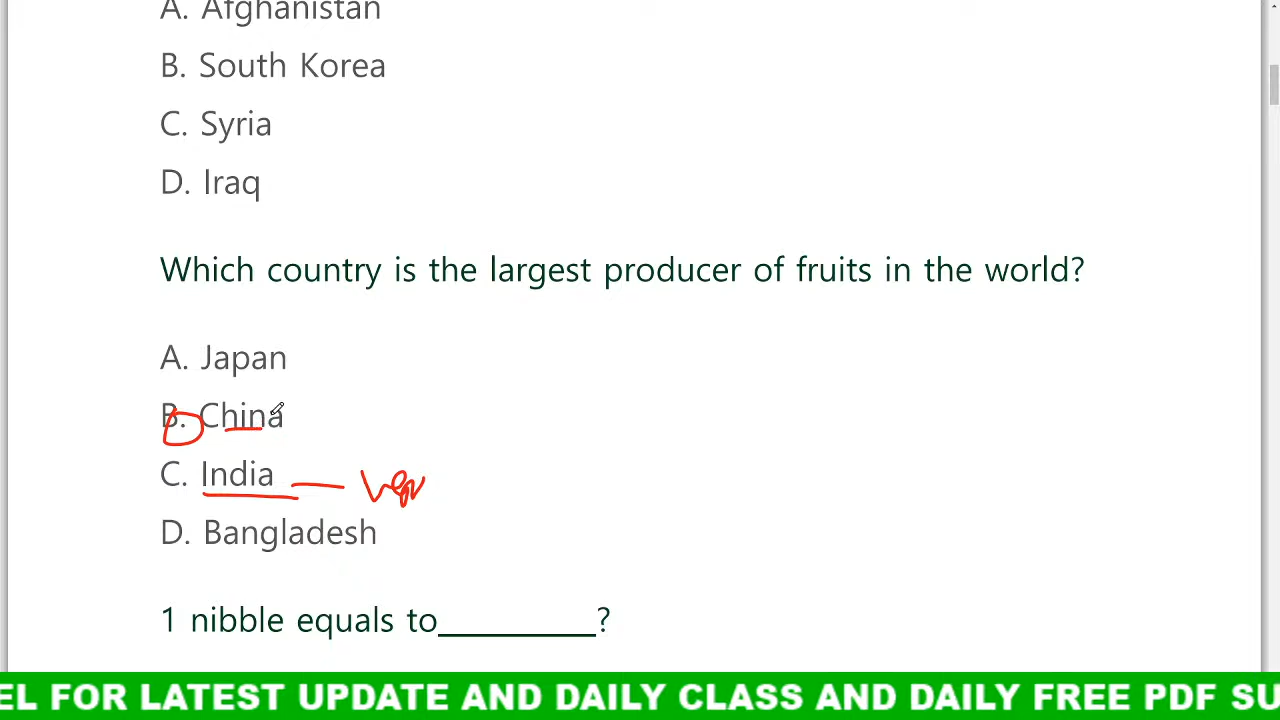 A. Afghanistan
B. South Korea
C. Syria
D. Iraq
Which country is the largest producer of fruits in the world?
A. Japan
B. China
C. India
D. Bangladesh
1 nibble equals to_________?
EL FOR LATEST UPDATE AND DAILY CLASS AND DAILY FREE PDF SU